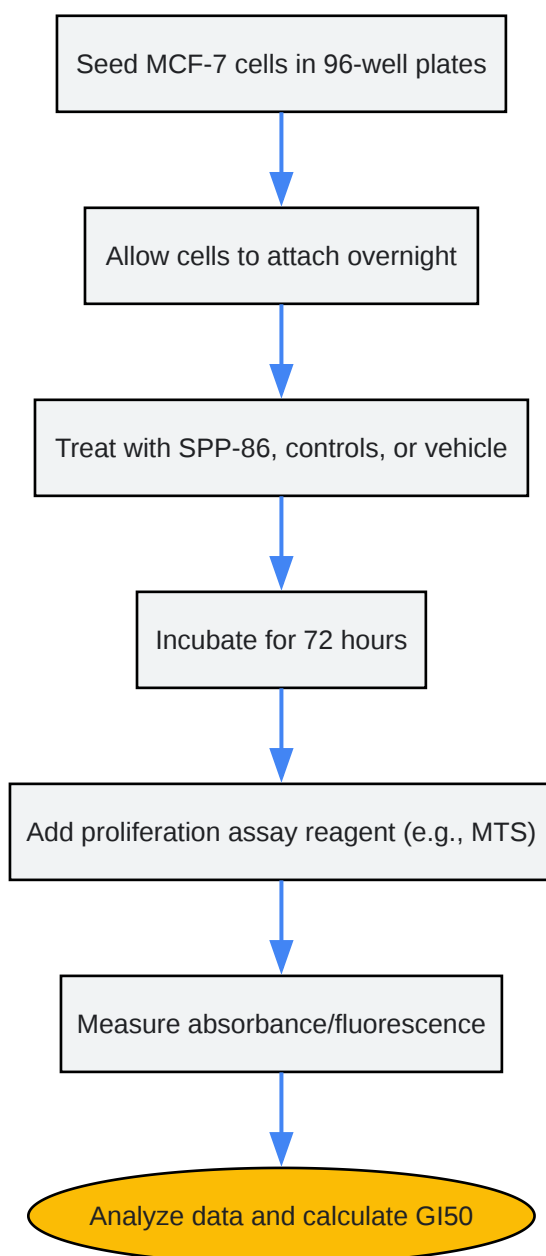 Seed MCF-7 cells in 96-well plates
Allow cells to attach overnight
Treat with SPP-86, controls, or vehicle
Incubate for 72 hours
Add proliferation assay reagent (e.g., MTS)
Measure absorbance/fluorescence
Analyze data and calculate GI50